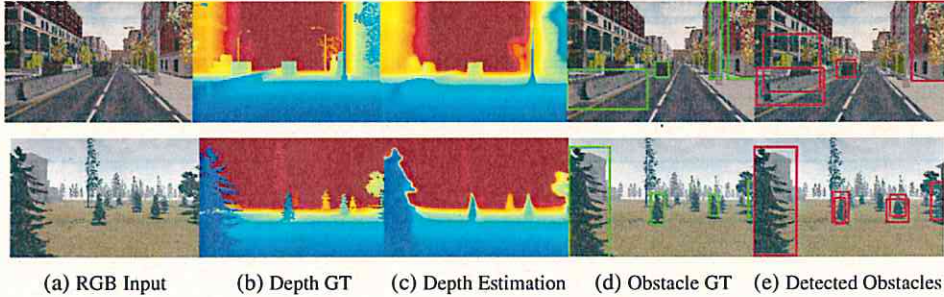 (a) RGB Input (b) Depth GT (c) Depth Estimation (d) Obstacle GT (e) Detected Obstacles